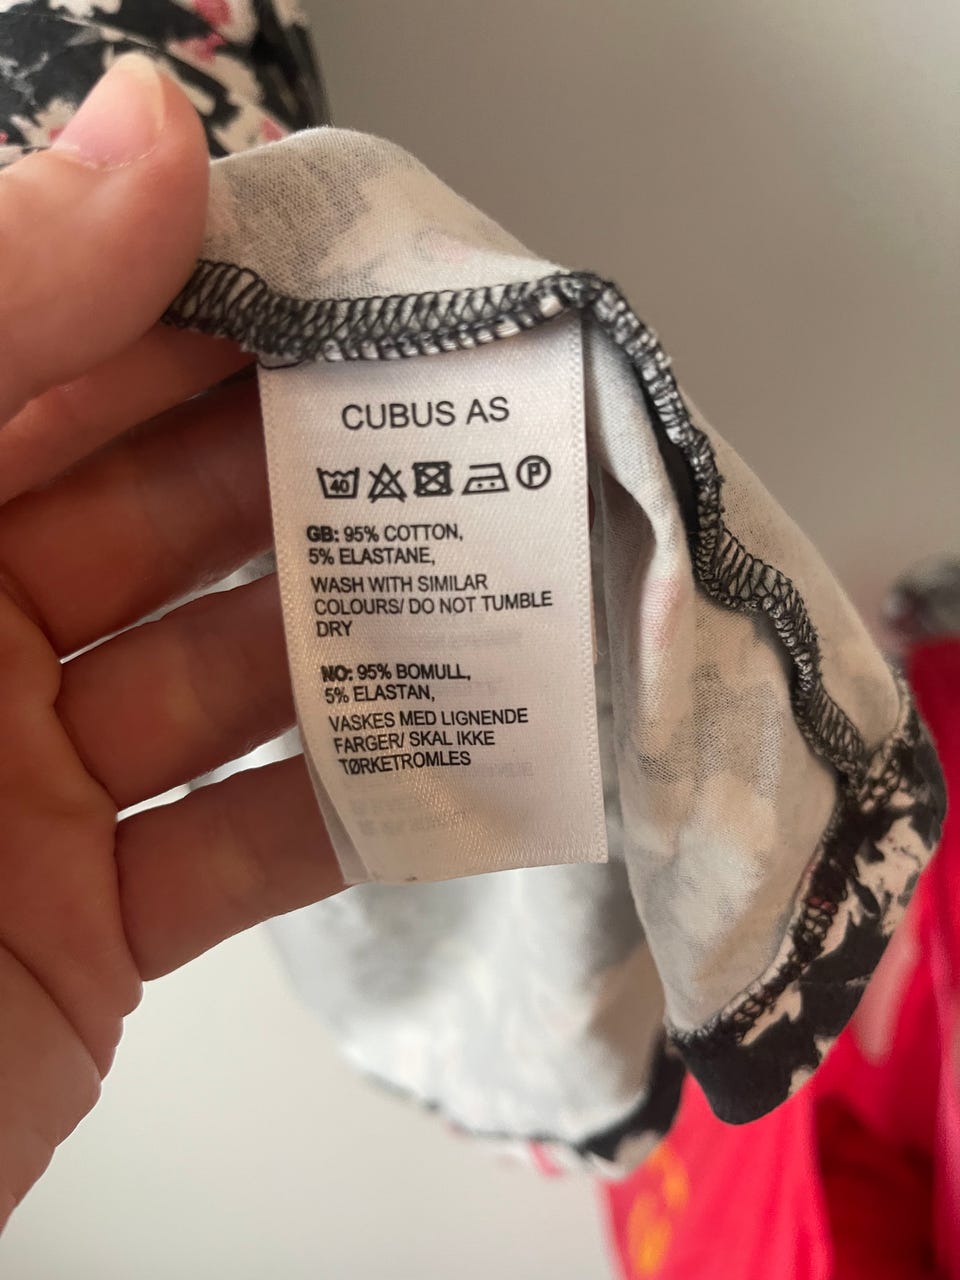 CUBUS AS
40 P
GB: 95% COTTON,
5% ELASTANE,
WASH WITH SIMILAR
COLOURS/ DO NOT TUMBLE
DRY
NO: 95% BOMULL,
5% ELASTAN,
VASKES MED LIGNENDE
FARGER/ SKAL IKKE
TØRKETROMLES